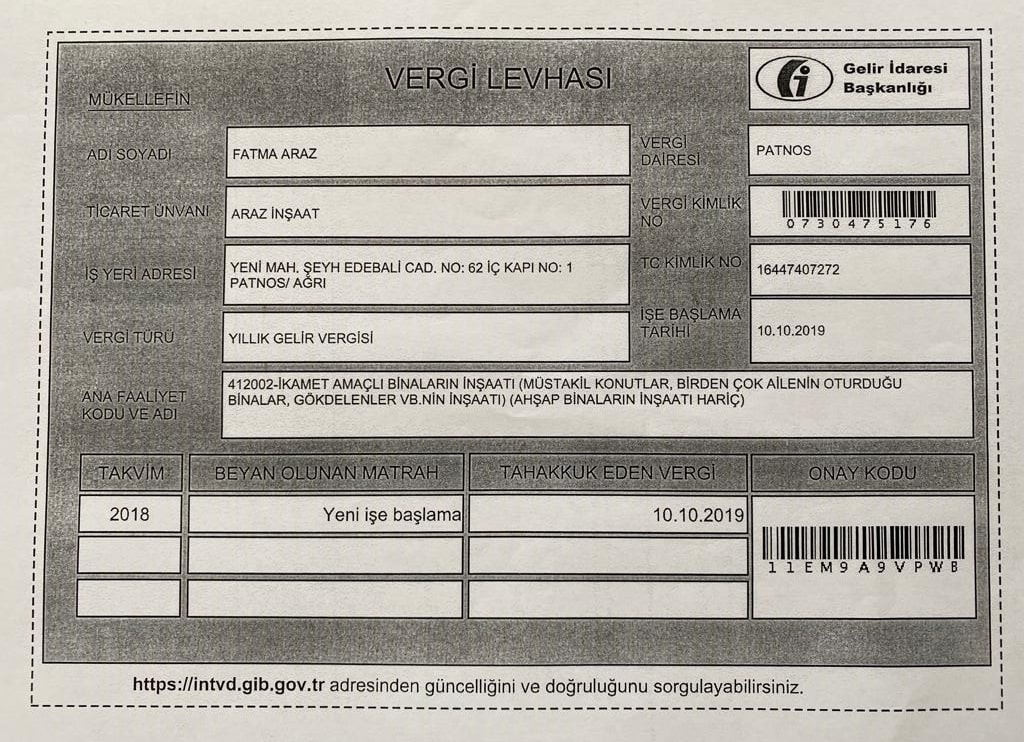 VERGİ LEVHASI
Gelir İdaresi
Başkanlığı
MÜKELLEFİN
ADI SOYADI
FATMA ARAZ
VERGİ
DAİRESİ
PATNOS
TİCARET ÜNVANI
ARAZ İNŞAAT
VERGİ KİMLİK
NO
0730475176
İŞ YERİ ADRESİ
YENİ MAH. ŞEYH EDEBALİ CAD. NO: 62 İÇ KAPI NO: 1
PATNOS/ AĞRI
TC KİMLİK NO
16447407272
VERGİ TÜRÜ
YILLIK GELİR VERGİSİ
İŞE BAŞLAMA
TARİHİ
10.10.2019
ANA FAALİYET
KODU VE ADI
412002-İKAMET AMAÇLI BİNALARIN İNŞAATI (MÜSTAKİL KONUTLAR, BİRDEN ÇOK AİLENİN OTURDUĞU
BİNALAR, GÖKDELENLER VB.NİN İNŞAATI) (AHŞAP BİNALARIN İNŞAATI HARİÇ)
TAKVİM BEYAN OLUNAN MATRAH TAHAKKUK EDEN VERGİ ONAY KODU
2018 Yeni işe başlama 10.10.2019
11EM9A9VPWB
https://intvd.gib.gov.tr adresinden güncelliğini ve doğruluğunu sorgulayabilirsiniz.